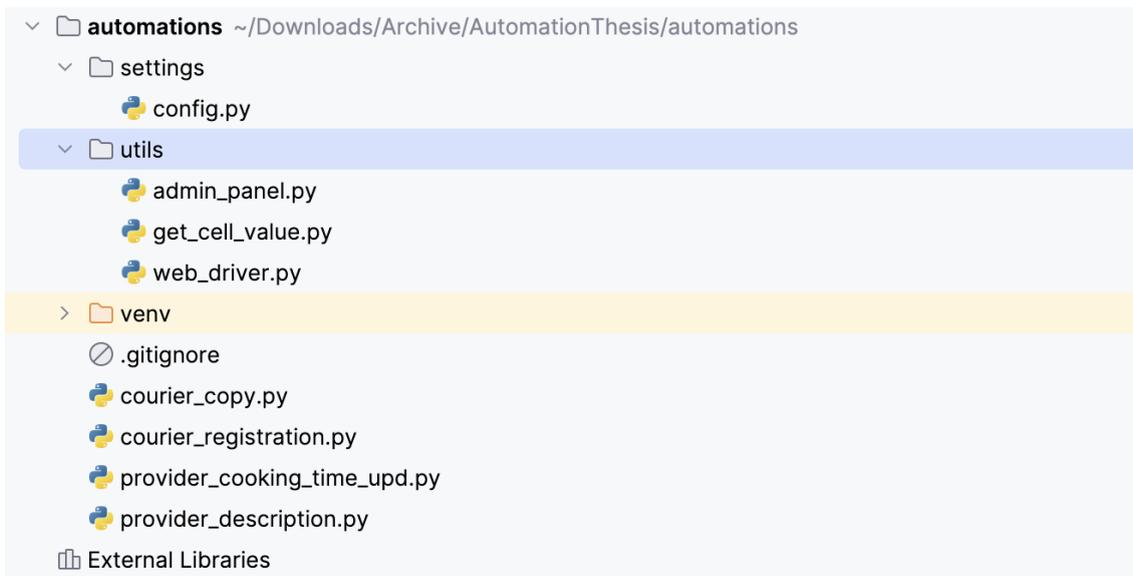 automations ~/Downloads/Archive/AutomationThesis/automations
settings
config.py
utils
admin_panel.py
get_cell_value.py
web_driver.py
venv
.gitignore
courier_copy.py
courier_registration.py
provider_cooking_time_upd.py
provider_description.py
External Libraries